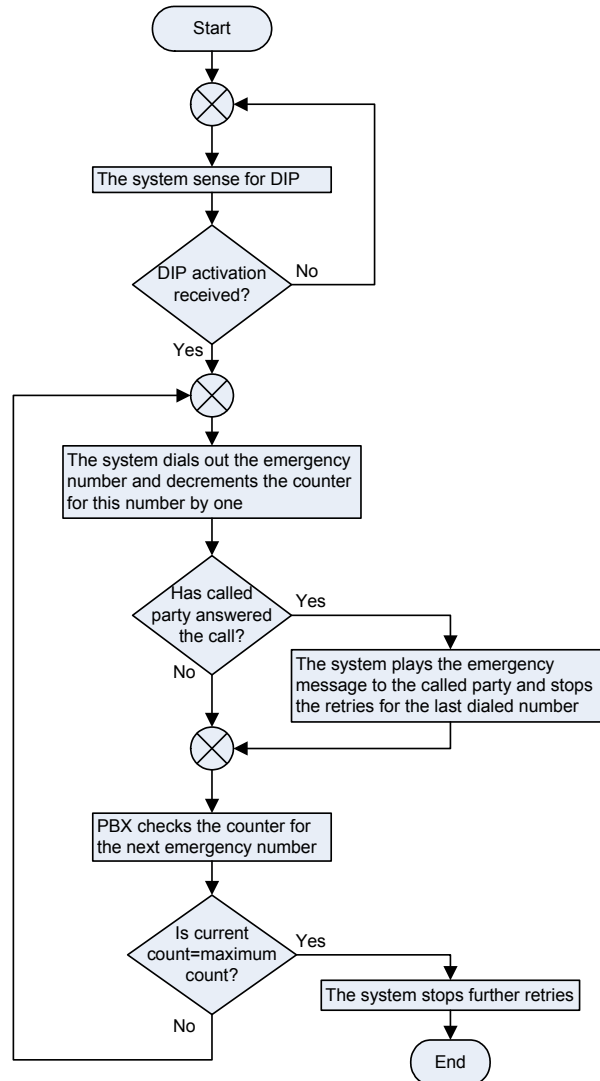 Start
The system sense for DIP
DIP activation
received?
No
Yes
The system dials out the emergency
number and decrements the counter
for this number by one
Has called
party answered
the call?
Yes
No
The system plays the emergency
message to the called party and stops
the retries for the last dialed number
PBX checks the counter for
the next emergency number
Is current
count=maximum
count?
Yes
No
The system stops further retries
End